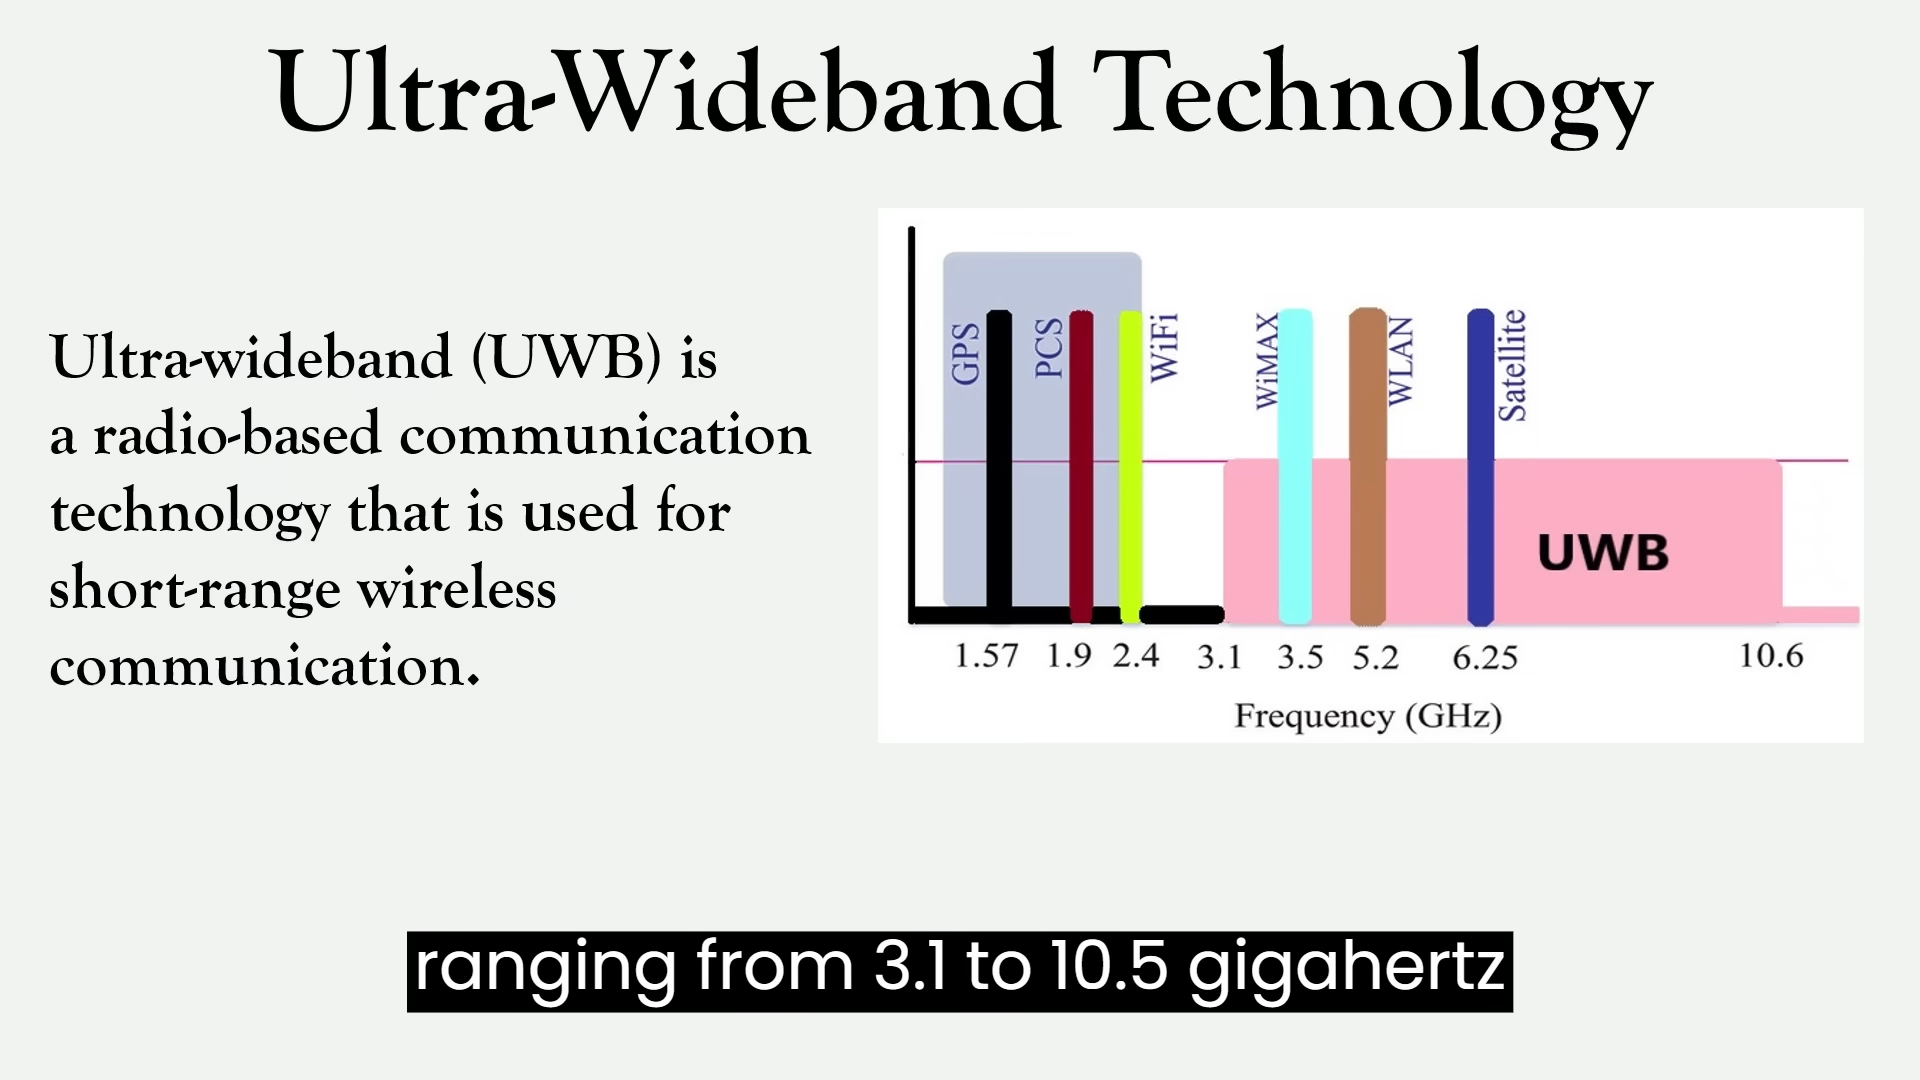 Ultra-Wideband Technology
Ultra-wideband (UWB) is
a radio-based communication
technology that is used for
short-range wireless
communication.
GPS
PCS
WiFi
WiMAX
WLAN
Satellite
UWB
1.57 1.9 2.4 3.1 3.5 5.2 6.25 10.6
Frequency (GHz)
ranging from 3.1 to 10.5 gigahertz